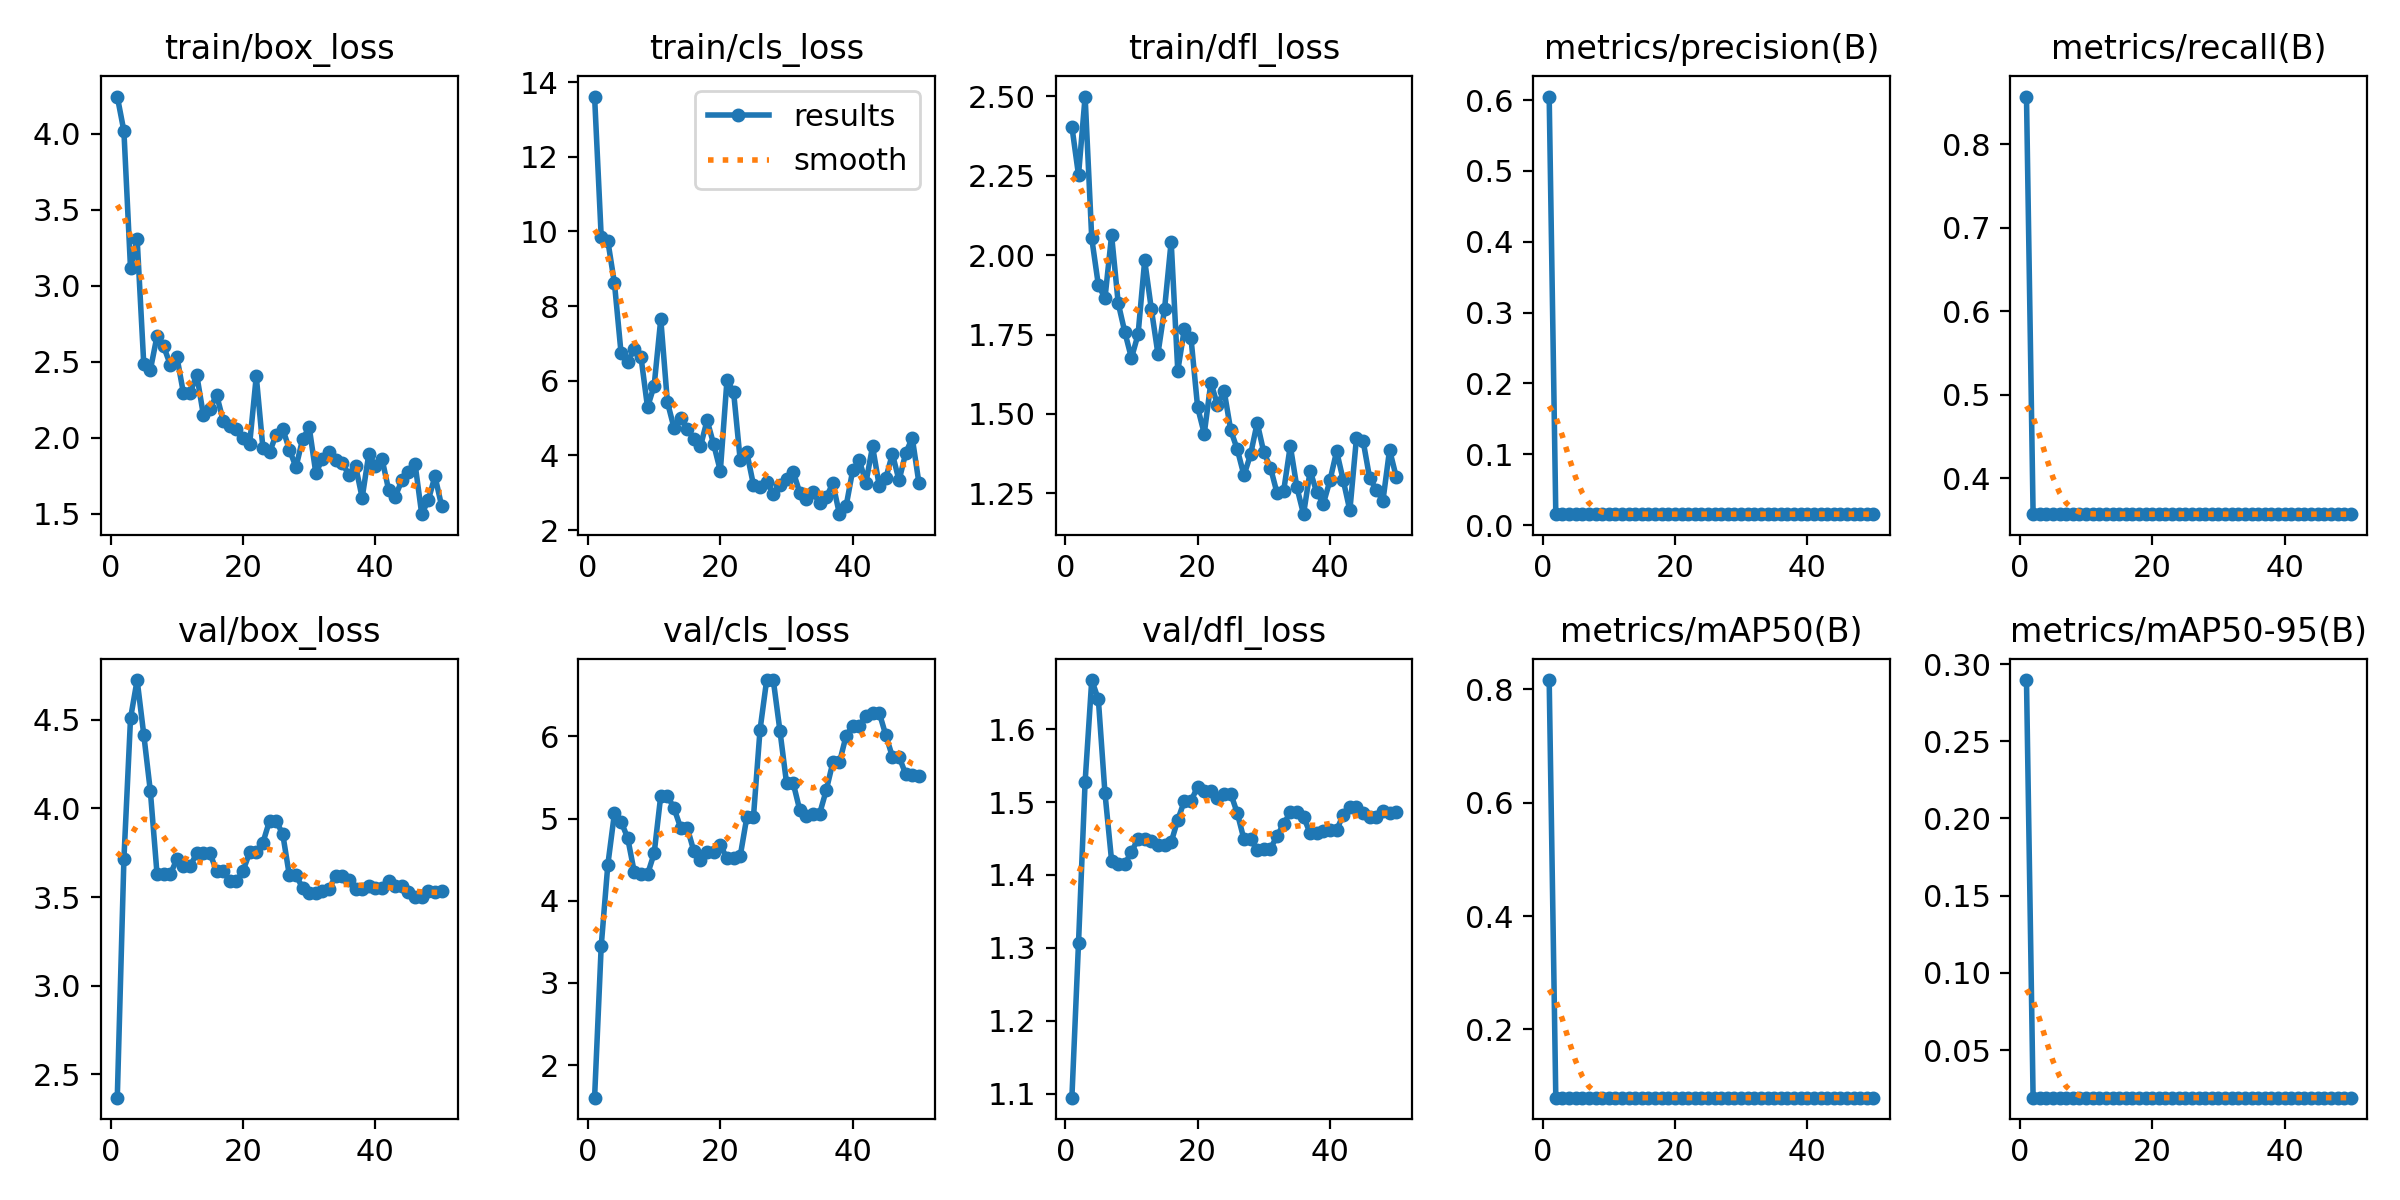 train/box_loss
4.0
3.5
3.0
2.5
2.0
1.5
0 20 40
train/cls_loss
results
smooth
14
12
10
8
6
4
2
0 20 40
train/dfl_loss
2.50
2.25
2.00
1.75
1.50
1.25
0 20 40
metrics/precision(B)
0.6
0.5
0.4
0.3
0.2
0.1
0.0
0 20 40
metrics/recall(B)
0.8
0.7
0.6
0.5
0.4
0 20 40
val/box_loss
4.5
4.0
3.5
3.0
2.5
0 20 40
val/cls_loss
6
5
4
3
2
0 20 40
val/dfl_loss
1.6
1.5
1.4
1.3
1.2
1.1
0 20 40
metrics/mAP50(B)
0.8
0.6
0.4
0.2
0 20 40
metrics/mAP50-95(B)
0.30
0.25
0.20
0.15
0.10
0.05
0 20 40